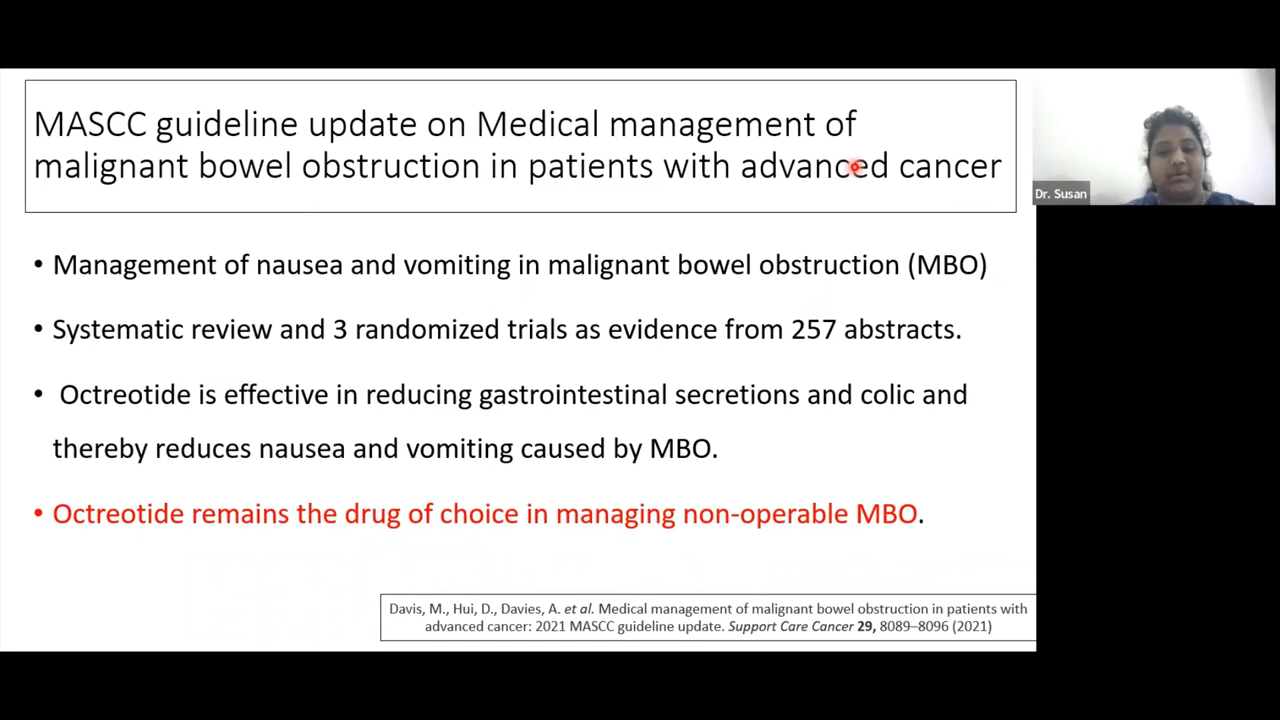 MASCC guideline update on Medical management of
malignant bowel obstruction in patients with advanced cancer
• Management of nausea and vomiting in malignant bowel obstruction (MBO)
• Systematic review and 3 randomized trials as evidence from 257 abstracts.
• Octreotide is effective in reducing gastrointestinal secretions and colic and
thereby reduces nausea and vomiting caused by MBO.
• Octreotide remains the drug of choice in managing non-operable MBO.
Davis, M., Hui, D., Davies, A. et al. Medical management of malignant bowel obstruction in patients with
advanced cancer: 2021 MASCC guideline update. Support Care Cancer 29, 8089–8096 (2021)
Dr. Susan